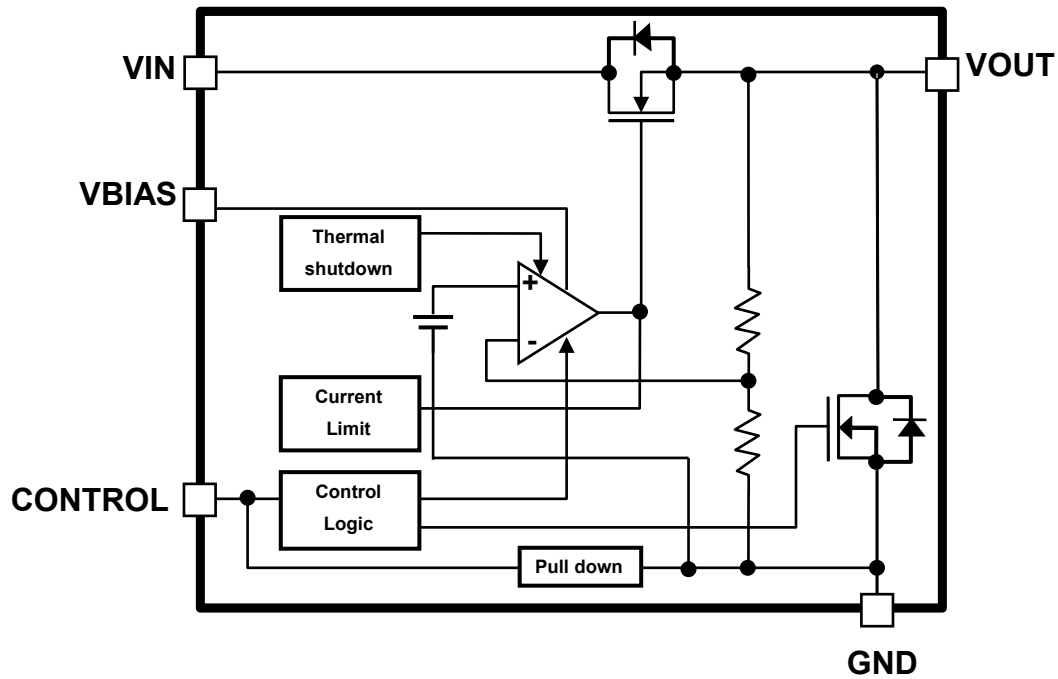 VIN
VOUT
VBIAS
Thermal
shutdown
+
-
Current
Limit
CONTROL
Control
Logic
Pull down
GND